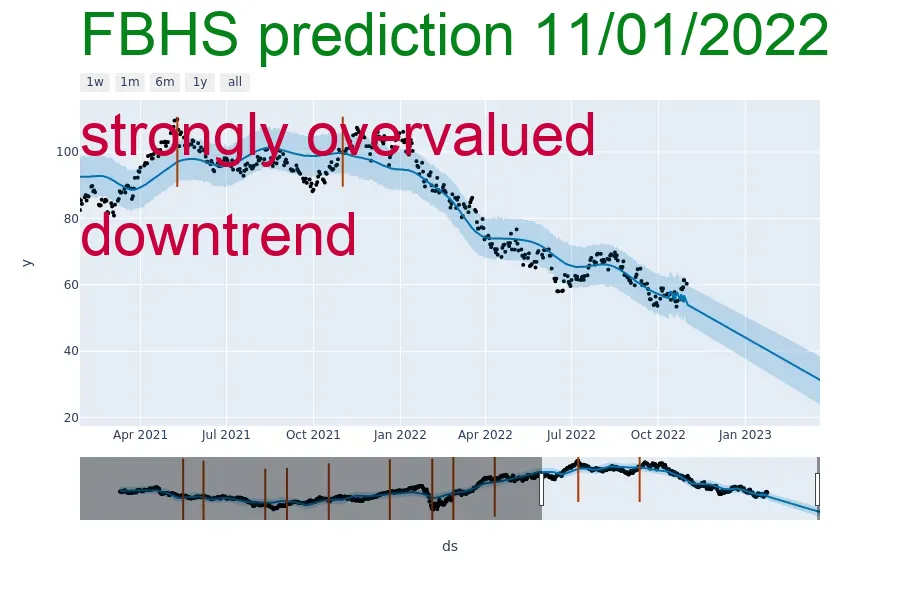 FBHS prediction 11/01/2022
1w 1m 6m 1y all
strongly overvalued
100
downtrend
80
y
60
40
20
Apr 2021 Jul 2021 Oct 2021 Jan 2022 Apr 2022 Jul 2022 Oct 2022 Jan 2023
ds